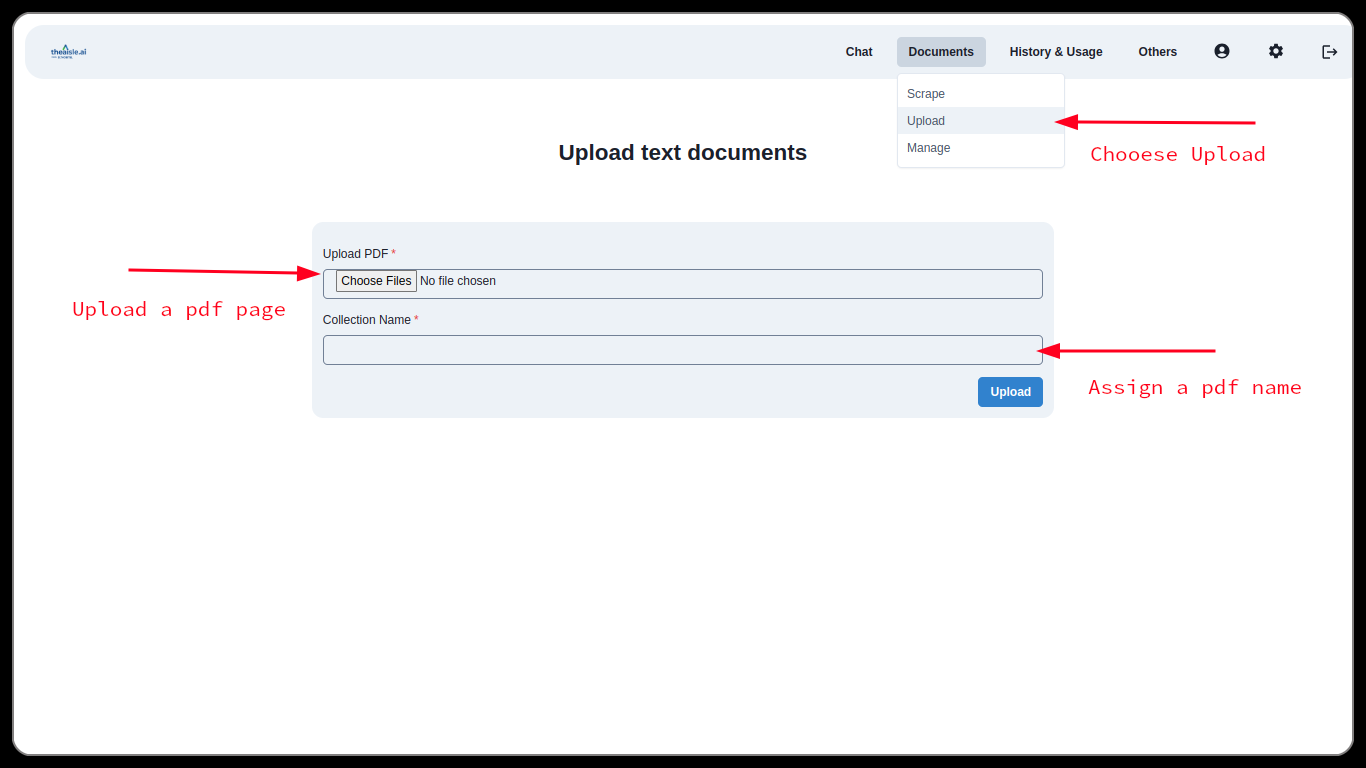 theaisle.ai
Chat
Documents
History & Usage
Others
Scrape
Upload
Manage
Chooese Upload
Upload text documents
Upload PDF *
Choose Files No file chosen
Upload a pdf page
Collection Name *
Assign a pdf name
Upload